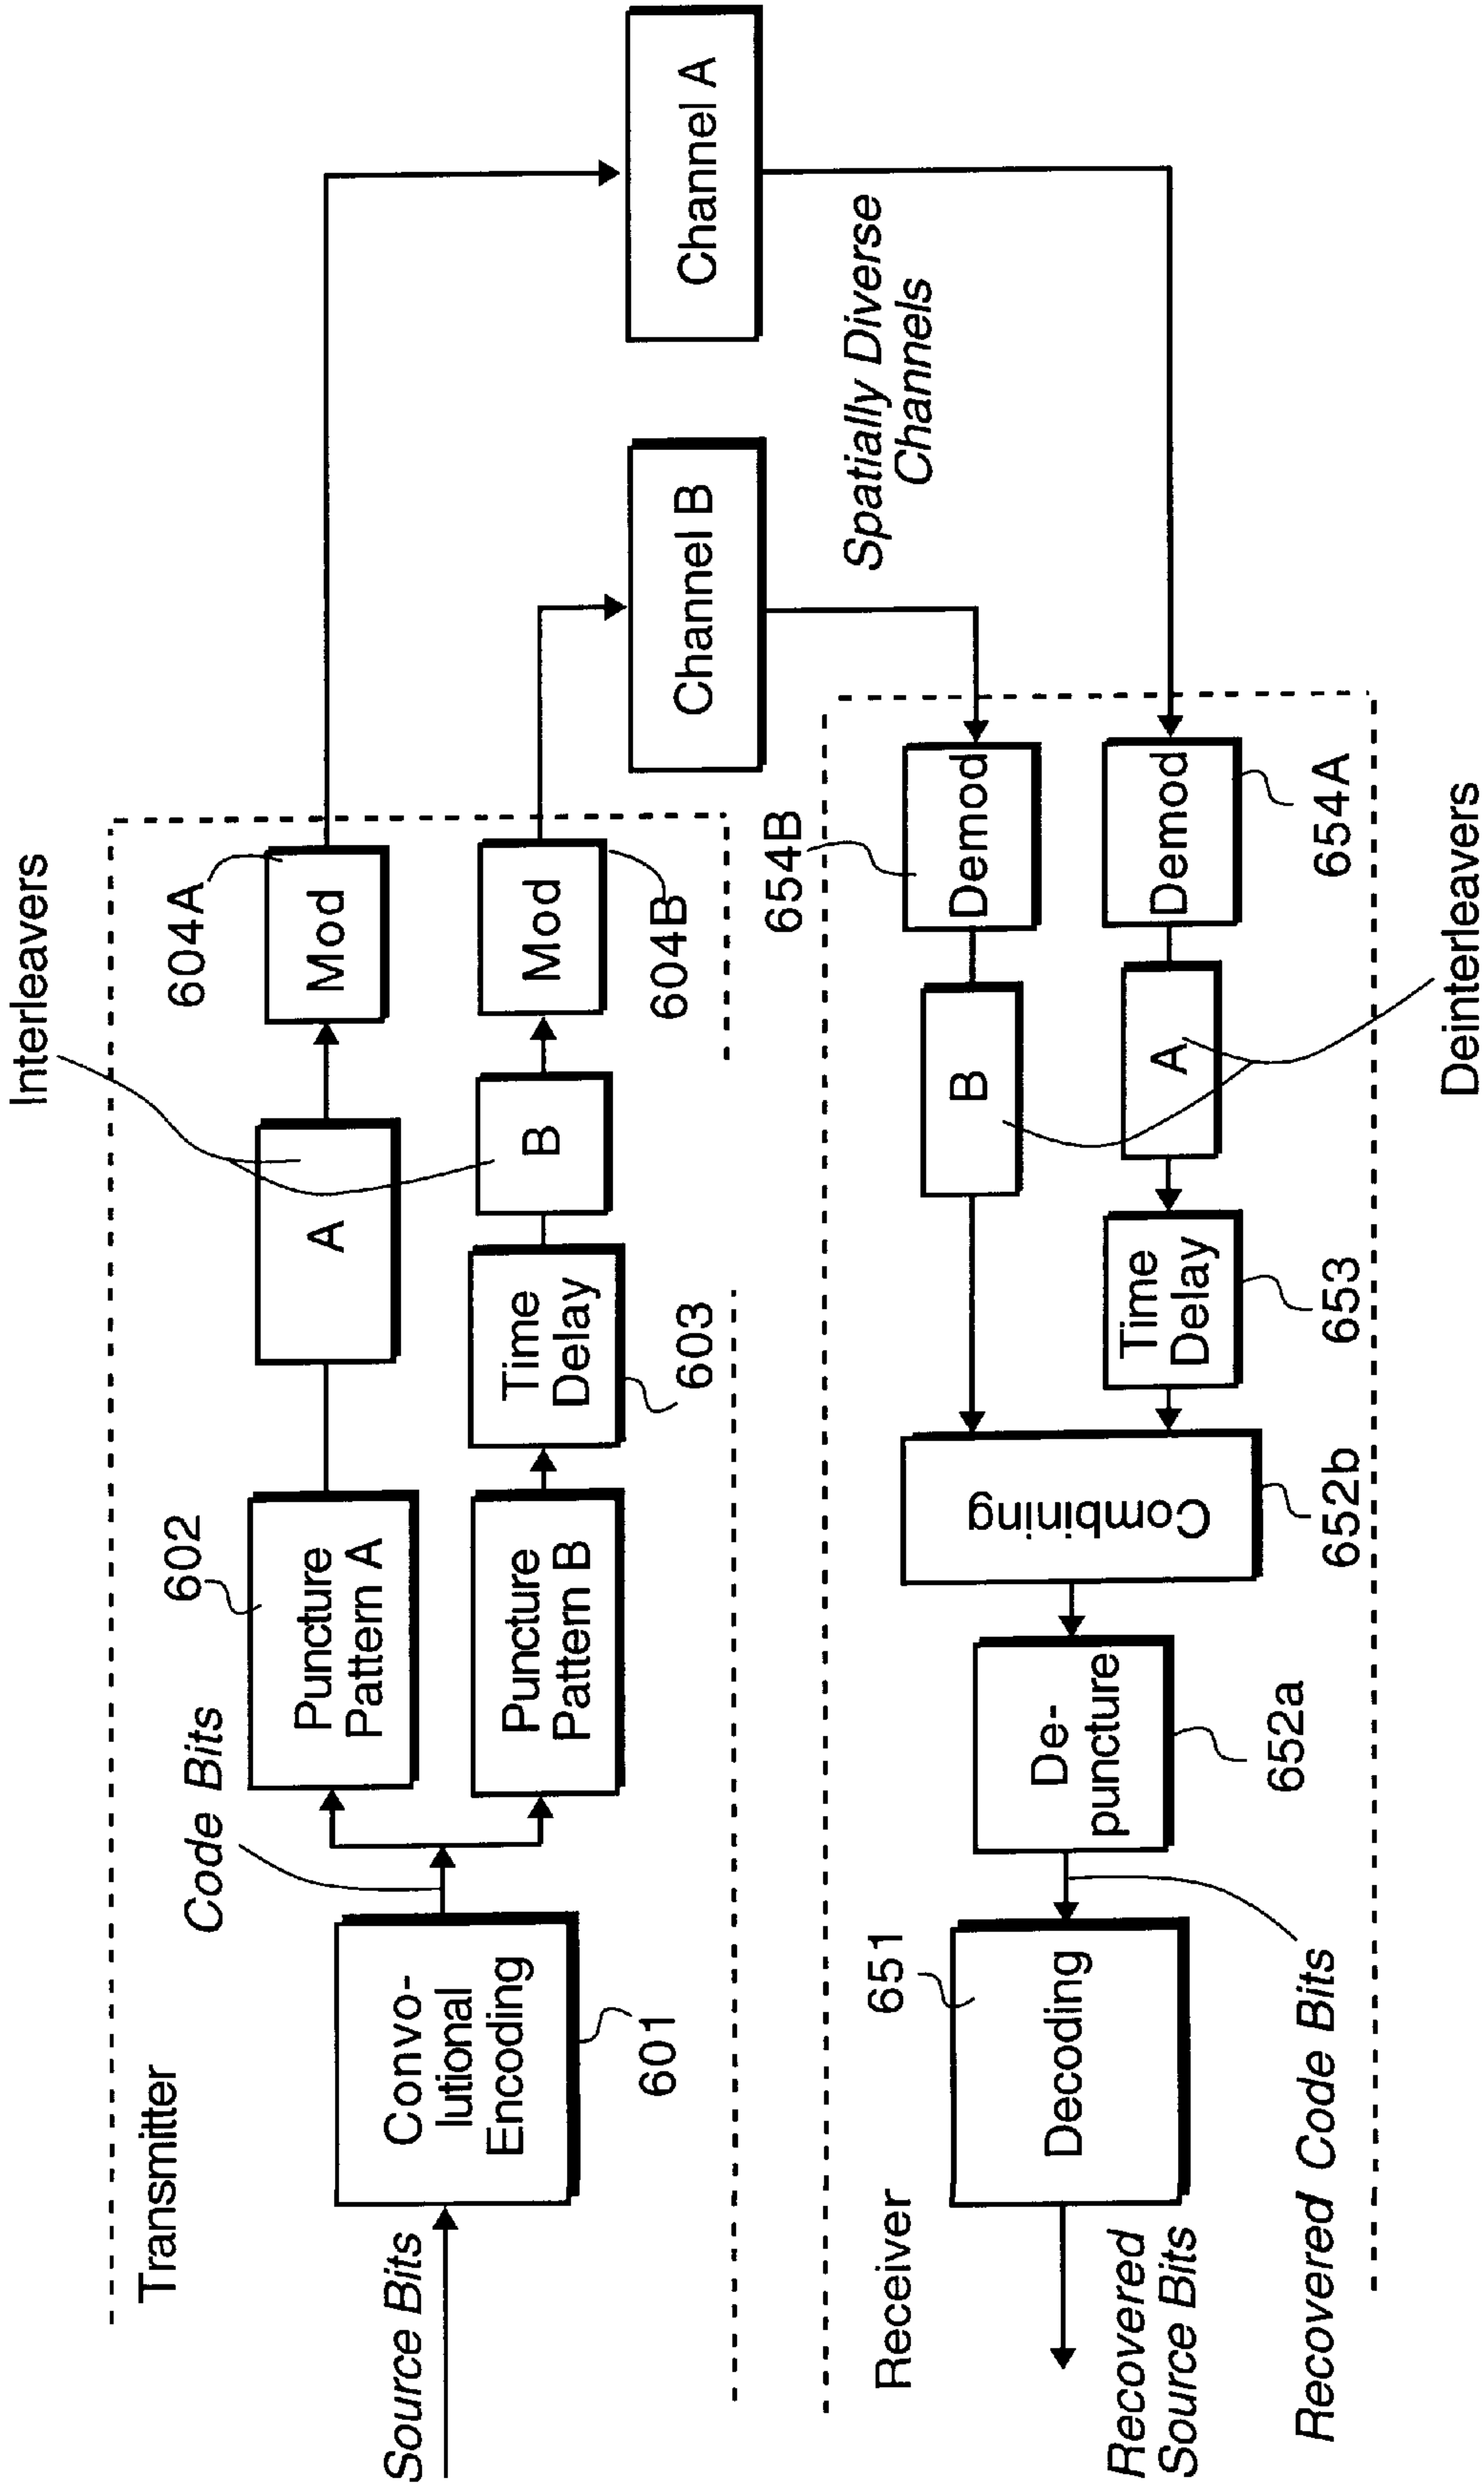 Interleavers
Transmitter
Source Bits
Convo-
lutional
Encoding
601
Code Bits
602
Puncture
Pattern A
Puncture
Pattern B
A
Time
Delay
603
B
604A
Mod
Mod
604B
Channel A
Channel B
Spatially Diverse
Channels
Receiver
654B
Demod
Demod
654A
B
A
Deinterleavers
Time
Delay
653
Combining
652b
De-
puncture
652a
651
Decoding
Recovered
Source Bits
Recovered Code Bits